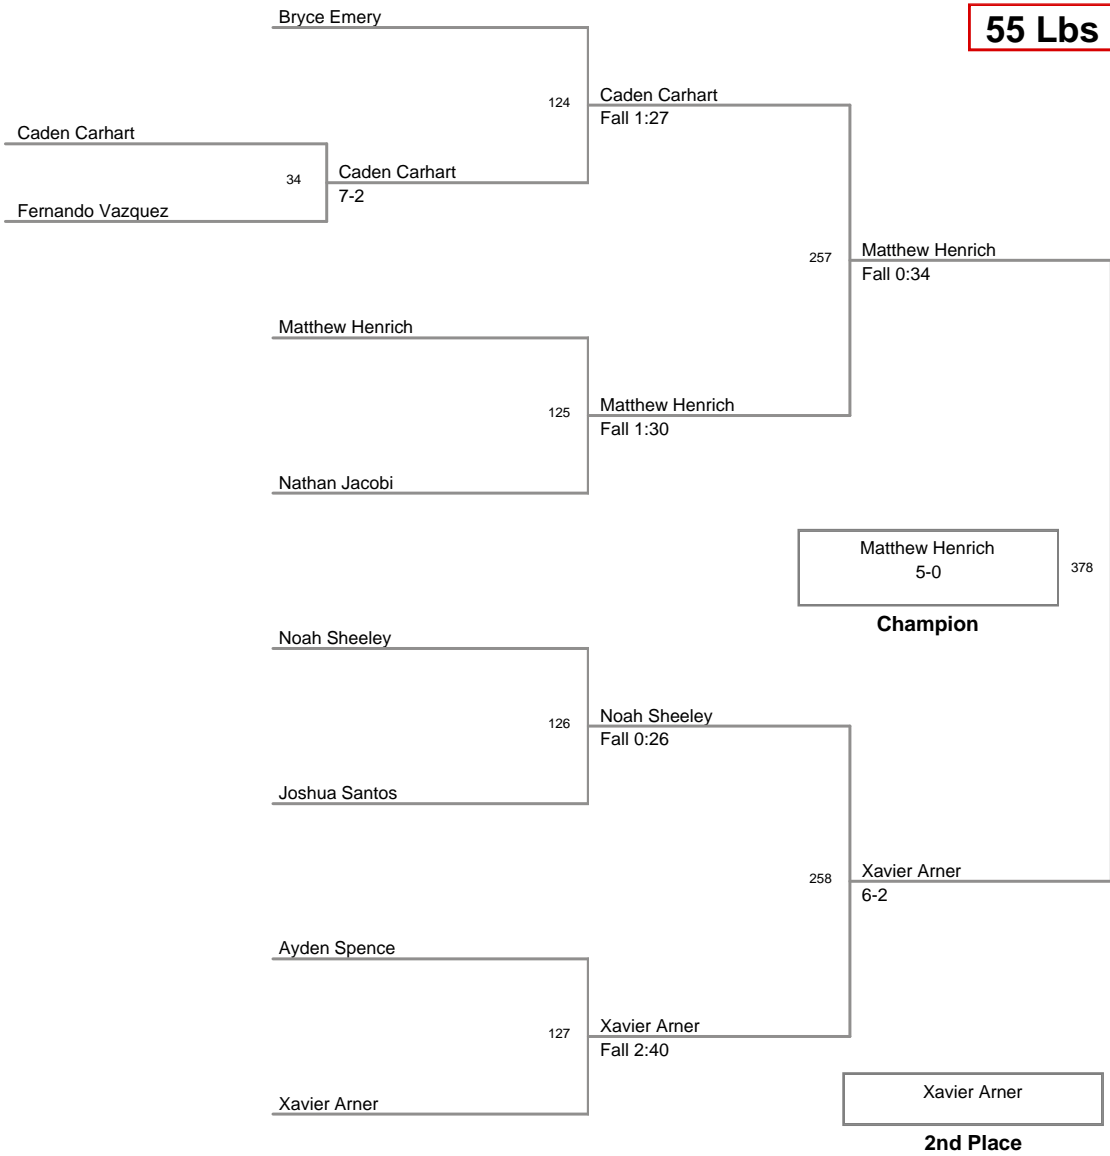 Bryce Emery
55 Lbs
124
Caden Carhart
Fall 1:27
Caden Carhart
34
Caden Carhart
7-2
Fernando Vazquez
257
Matthew Henrich
Fall 0:34
Matthew Henrich
125
Matthew Henrich
Fall 1:30
Nathan Jacobi
Matthew Henrich
5-0
378
Champion
Noah Sheeley
126
Noah Sheeley
Fall 0:26
Joshua Santos
258
Xavier Arner
6-2
Ayden Spence
127
Xavier Arner
Fall 2:40
Xavier Arner
Xavier Arner
2nd Place